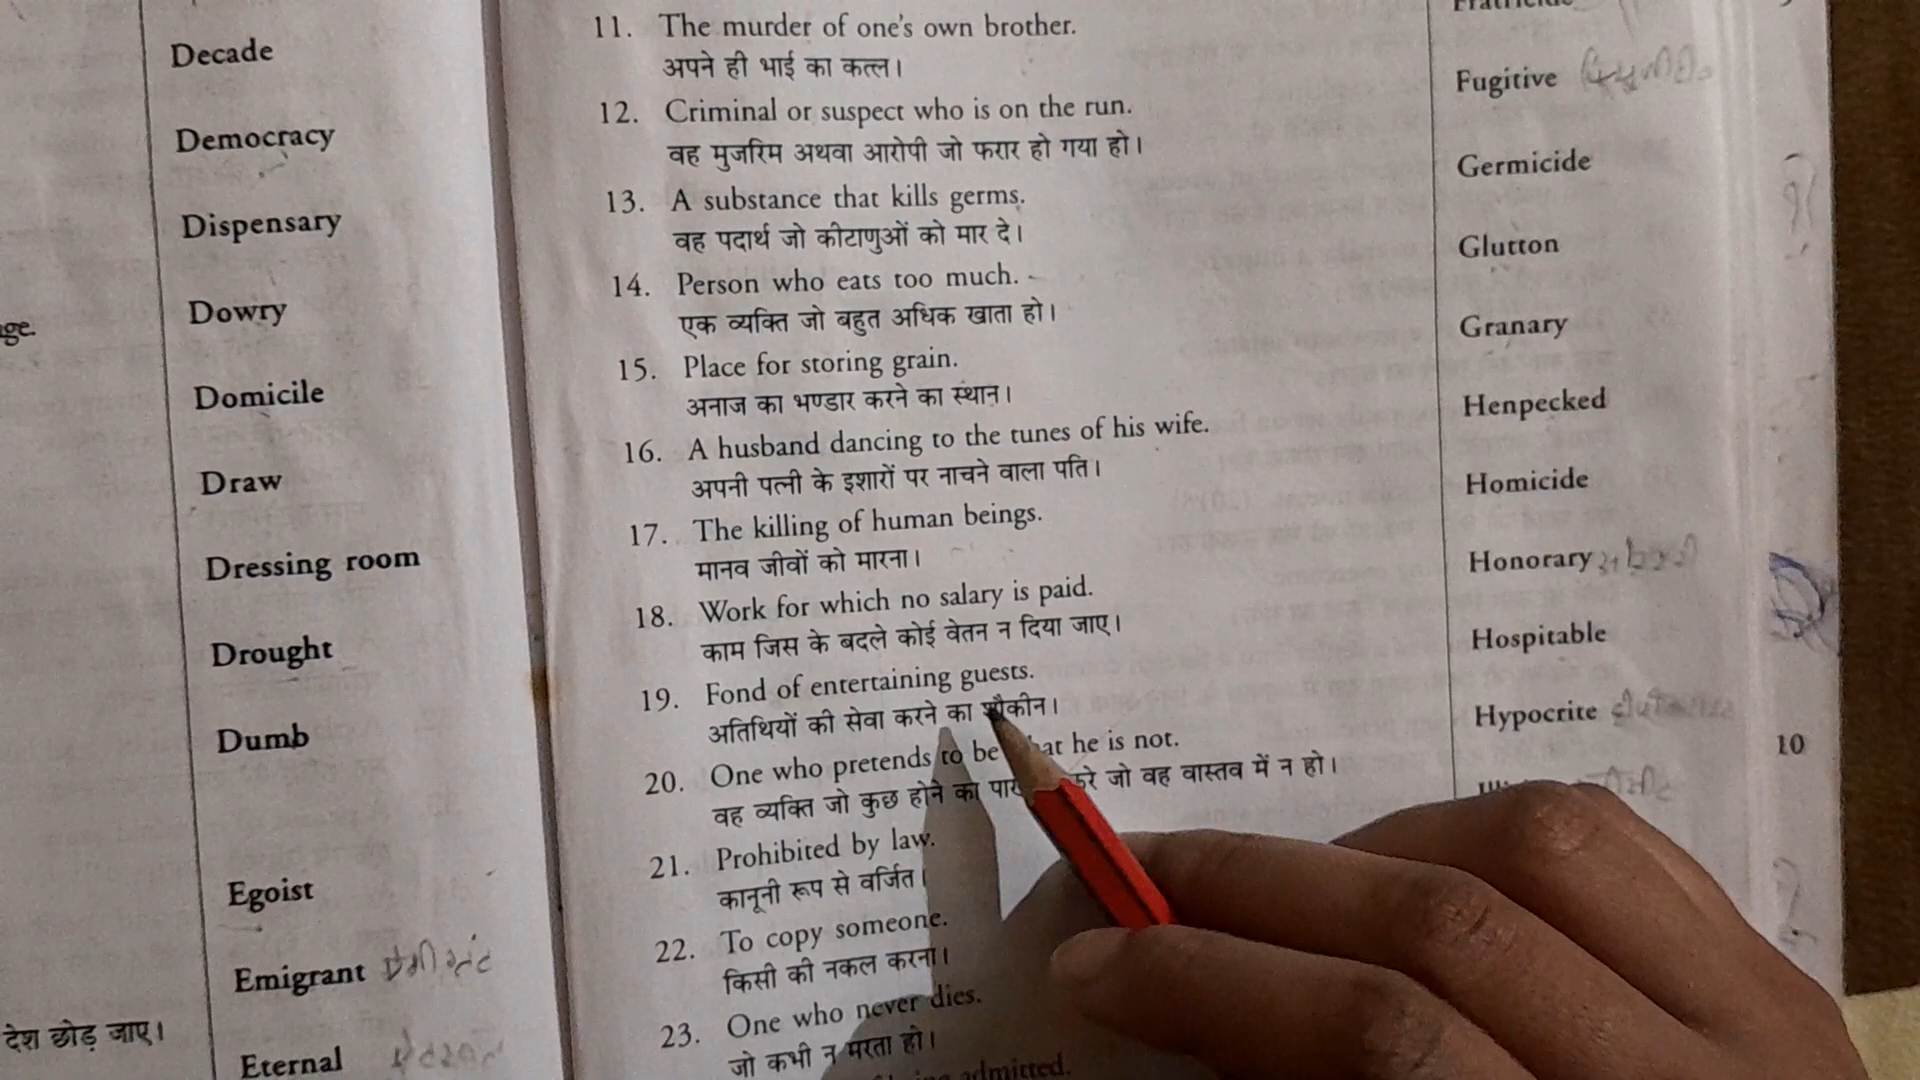 Decade
Democracy
Dispensary
Dowry
Domicile
Draw
Dressing room
Drought
Dumb
Egoist
Emigrant
देश छोड़ जाए।
Eternal
11. The murder of one's own brother.
अपने ही भाई का कत्ल।
12. Criminal or suspect who is on the run. Fugitive
वह मुजरिम अथवा आरोपी जो फरार हो गया हो।
13. A substance that kills germs. Germicide
वह पदार्थ जो कीटाणुओं को मार दे।
14. Person who eats too much. Glutton
एक व्यक्ति जो बहुत अधिक खाता हो।
15. Place for storing grain. Granary
अनाज का भण्डार करने का स्थान।
16. A husband dancing to the tunes of his wife. Henpecked
अपनी पत्नी के इशारों पर नाचने वाला पति।
17. The killing of human beings. Homicide
मानव जीवों को मारना।
18. Work for which no salary is paid. Honorary
काम जिस के बदले कोई वेतन न दिया जाए।
19. Fond of entertaining guests. Hospitable
अतिथियों की सेवा करने का शौकीन।
20. One who pretends to be he is not. Hypocrite
वह व्यक्ति जो कुछ होने का जो वह वास्तव में न हो।
10
21. Prohibited by law.
कानूनी रूप से वर्जित।
22. To copy someone.
किसी की नकल करना।
23. One who never dies.
जो कभी न मरता हो।
admitted.